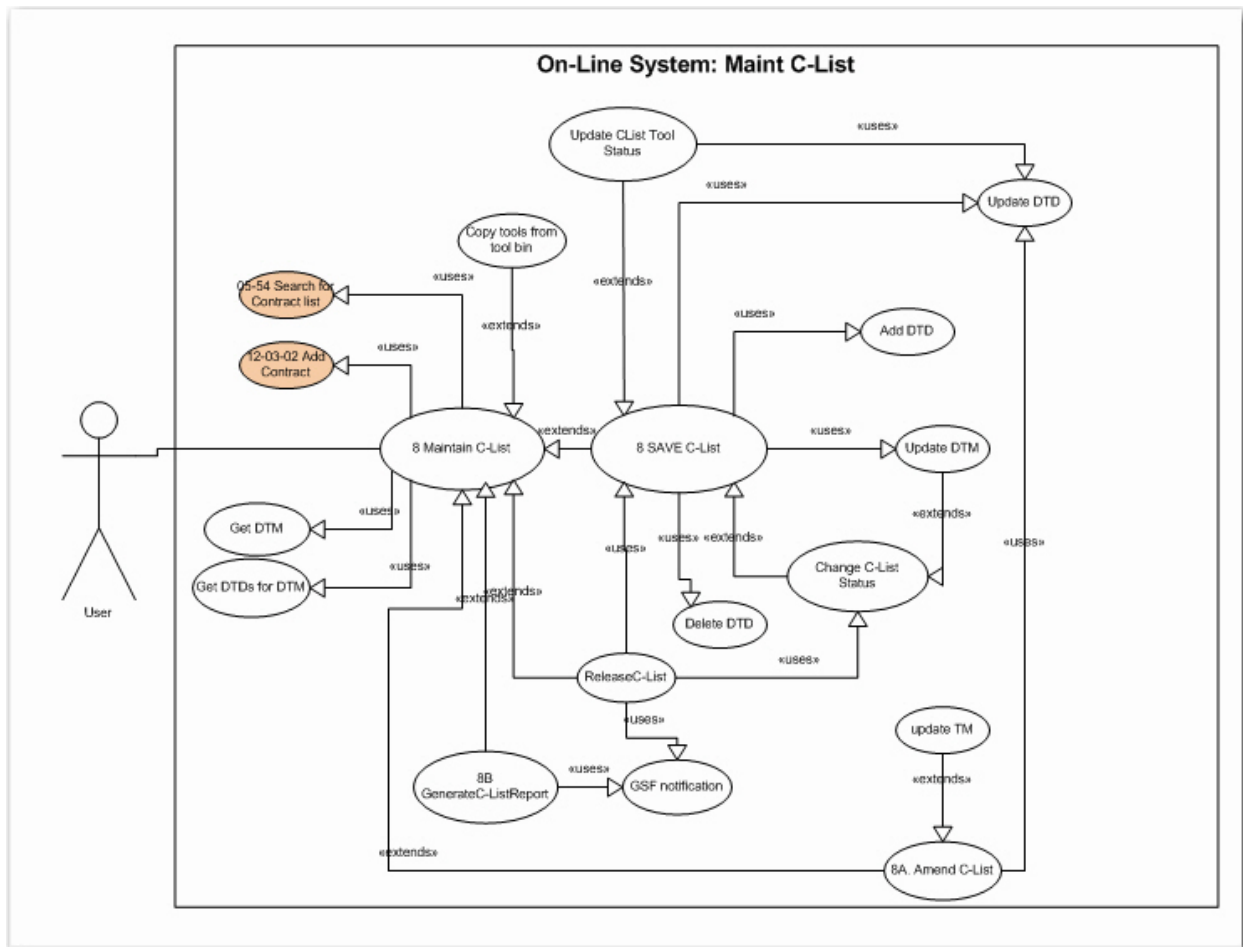 On-Line System: Maint C-List
Update CList Tool
Status
«uses»
«uses»
Update DTD
Copy tools from
tool bin
«uses»
«extends»
05-54 Search for
Contract list
«extends»
«uses»
Add DTD
«uses»
12-03-02 Add
Contract
8 Maintain C-List
«extends»
8 SAVE C-List
«uses»
Update DTM
«uses»
Get DTM
«extends»
«uses»
«uses»
«extends»
«uses»
Change C-List
Status
Get DTDs for DTM
«uses»
«extends»
«extends»
User
Delete DTD
«uses»
ReleaseC-List
«uses»
update TM
8B
GenerateC-ListReport
«uses»
GSF notification
«extends»
«extends»
8A. Amend C-List